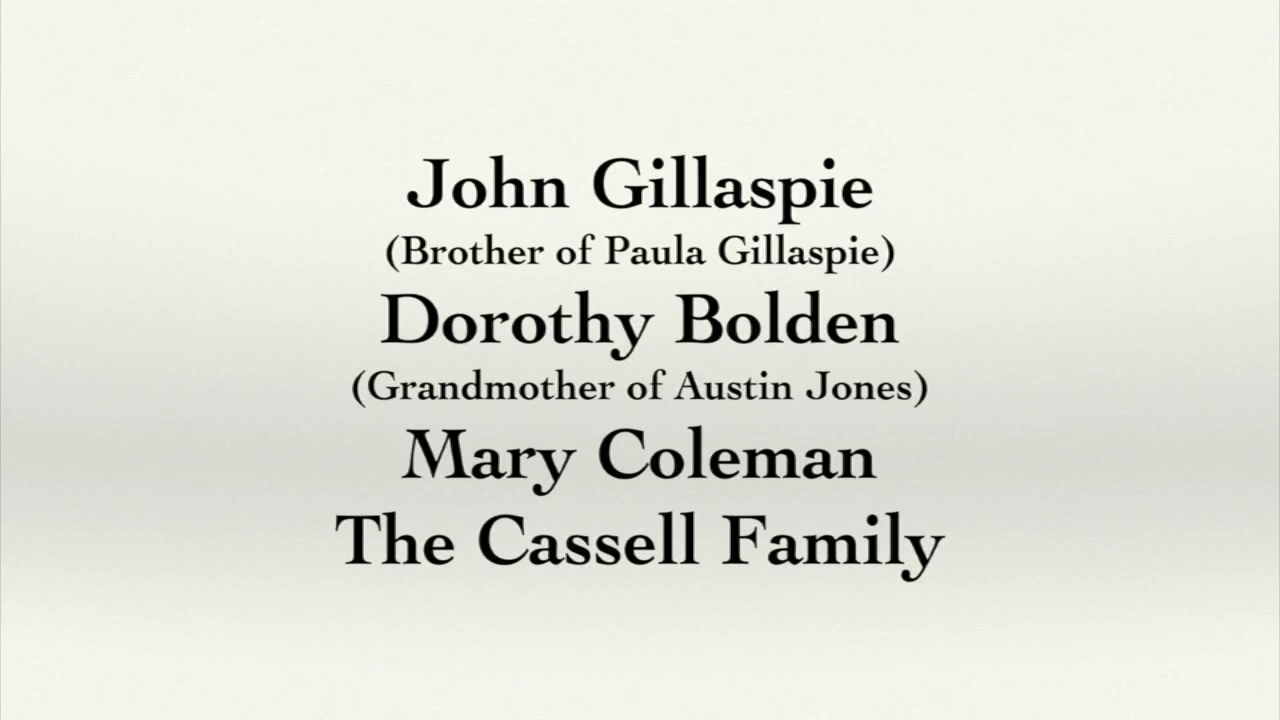 John Gillaspie
(Brother of Paula Gillaspie)
Dorothy Bolden
(Grandmother of Austin Jones)
Mary Coleman
The Cassell Family